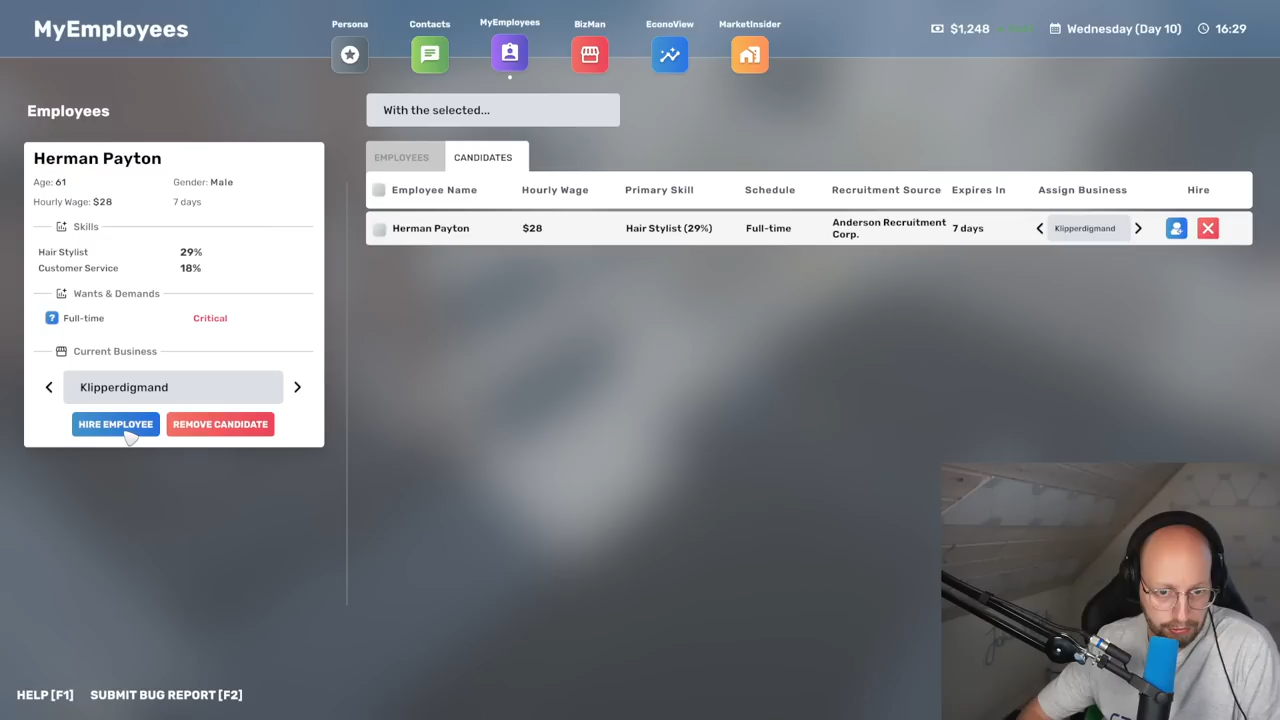 MyEmployees
Persona
Contacts
MyEmployees
BizMan
EconoView
MarketInsider
$1,248
Wednesday (Day 10)
16:29
Employees
With the selected...
Herman Payton
Age: 61
Gender: Male
Hourly Wage: $28
7 days
Skills
Hair Stylist 29%
Customer Service 18%
Wants & Demands
? Full-time Critical
Current Business
Klipperdigmand
HIRE EMPLOYEE
REMOVE CANDIDATE
EMPLOYEES
CANDIDATES
Employee Name Hourly Wage Primary Skill Schedule Recruitment Source Expires In Assign Business Hire
Herman Payton $28 Hair Stylist (29%) Full-time Anderson Recruitment
Corp. 7 days Klipperdigmand
HELP [F1]
SUBMIT BUG REPORT [F2]